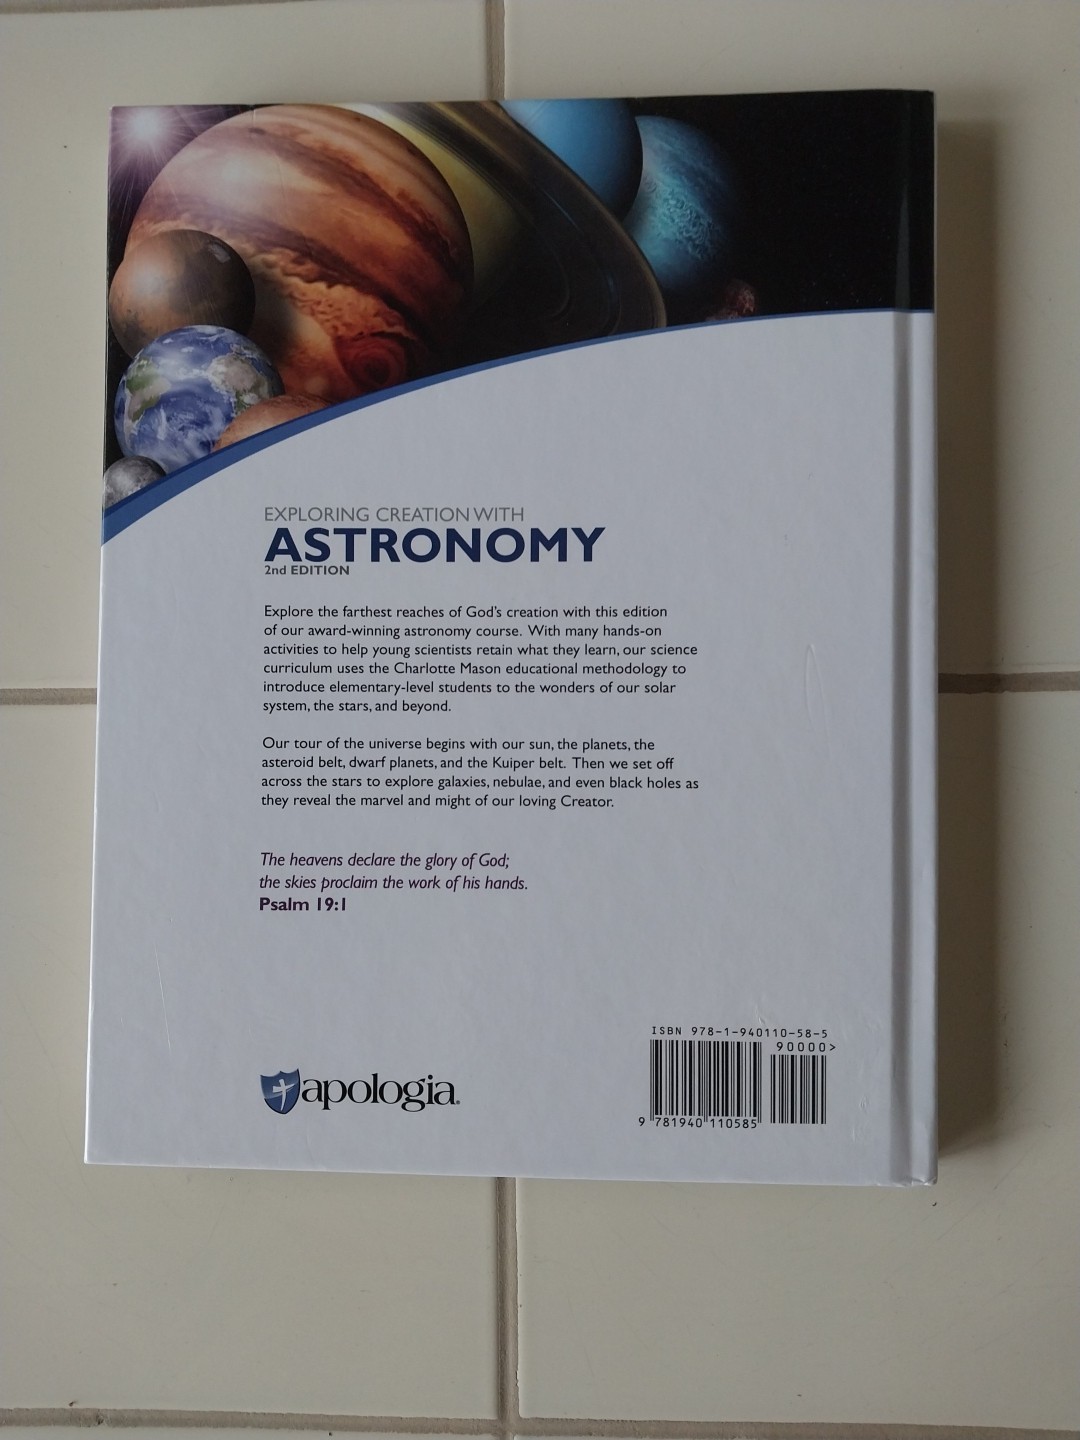 EXPLORING CREATION WITH
ASTRONOMY
2nd EDITION
Explore the farthest reaches of God's creation with this edition
of our award-winning astronomy course. With many hands-on
activities to help young scientists retain what they learn, our science
curriculum uses the Charlotte Mason educational methodology to
introduce elementary-level students to the wonders of our solar
system, the stars, and beyond.
Our tour of the universe begins with our sun, the planets, the
asteroid belt, dwarf planets, and the Kuiper belt. Then we set off
across the stars to explore galaxies, nebulae, and even black holes as
they reveal the marvel and might of our loving Creator.
The heavens declare the glory of God;
the skies proclaim the work of his hands.
Psalm 19:1
ISBN 978-1-940110-58-5
90000>
apologia®
9 781940 110585